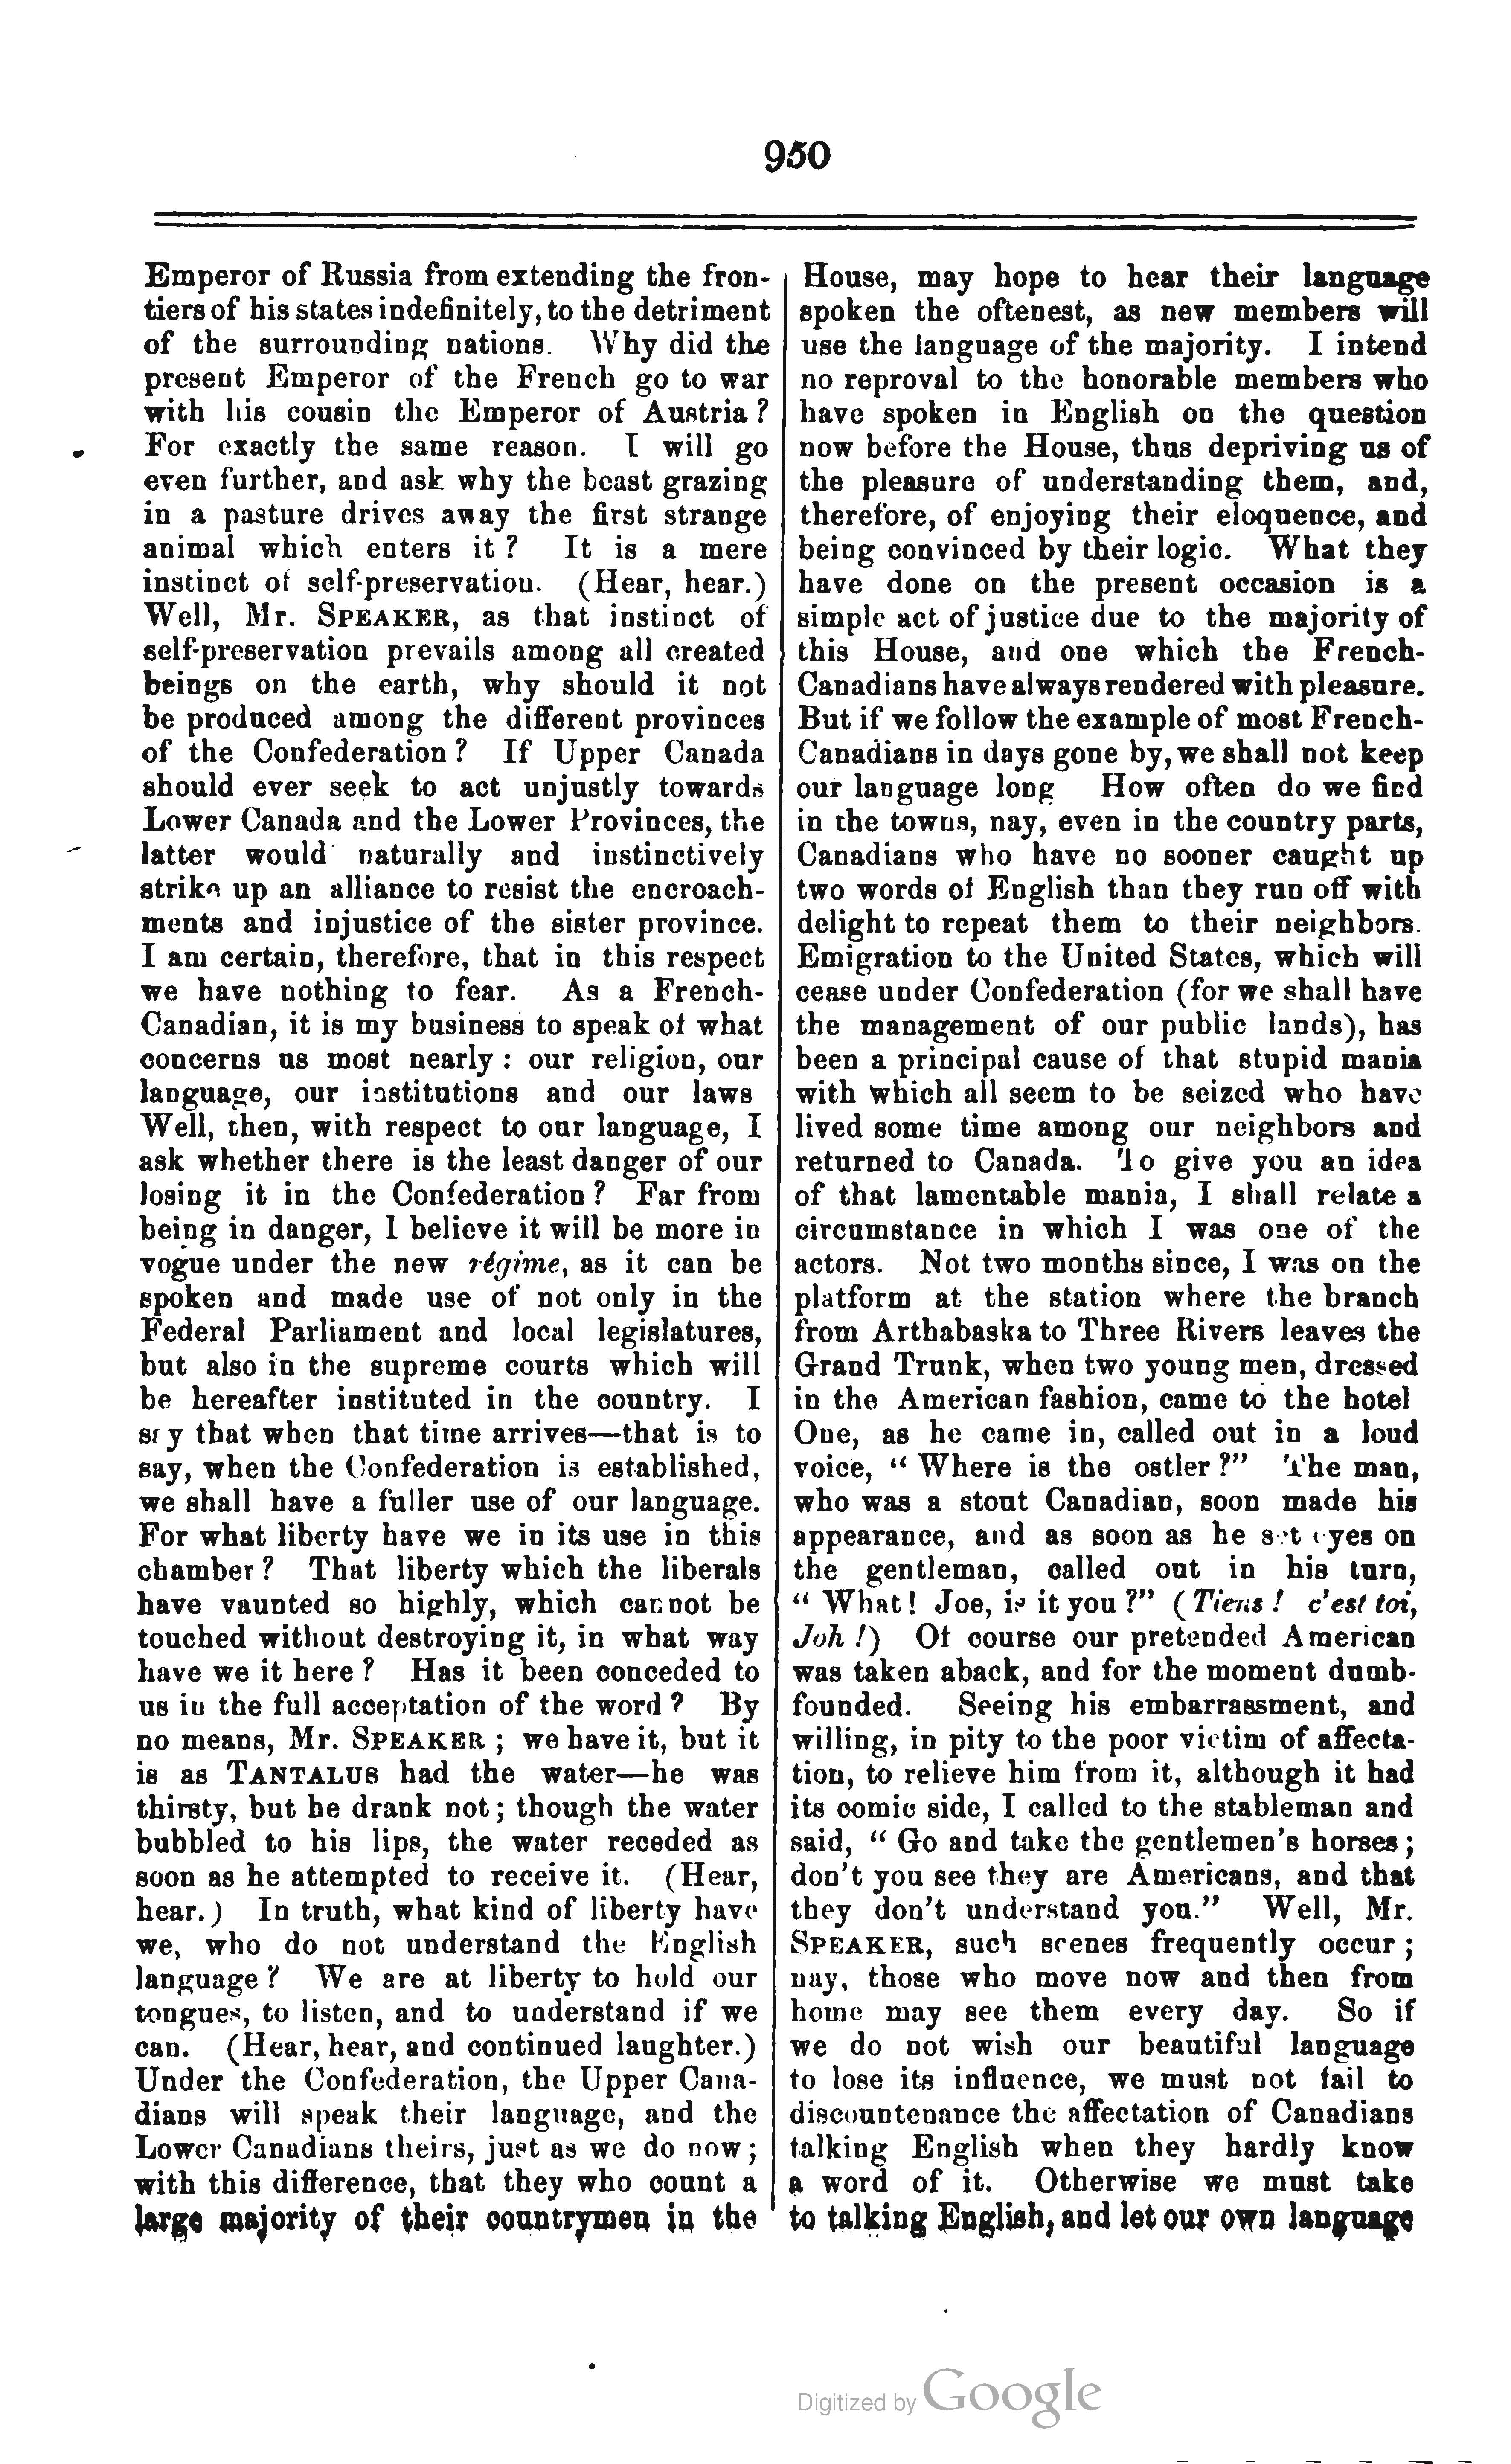 950
Emperor of Russia from extending the fron-
tiers of his states indefinitely, to the detriment
of the surrounding nations. Why did the
present Emperor of the French go to war
with his cousin the Emperor of Austria?
For exactly the same reason. I will go
even further, and ask why the beast grazing
in a pasture drives away the first strange
animal which enters it? It is a mere
instinct of self-preservation. (Hear, hear.)
Well, Mr. SPEAKER, as that instinct of
self-preservation prevails among all created
beings on the earth, why should it not
be produced among the different provinces
of the Confederation? If Upper Canada
should ever seek to act unjustly towards
Lower Canada and the Lower Provinces, the
latter would naturally and instinctively
strike up an alliance to resist the encroach-
ments and injustice of the sister province.
I am certain, therefore, that in this respect
we have nothing to fear. As a French-
Canadian, it is my business to speak of what
concerns us most nearly: our religion, our
language, our institutions and our laws
Well, then, with respect to our language, I
ask whether there is the least danger of our
losing it in the Confederation? Far from
being in danger, I believe it will be more in
vogue under the new régime, as it can be
spoken and made use of not only in the
Federal Parliament and local legislatures,
but also in the supreme courts which will
be hereafter instituted in the country. I
say that when that time arrives—that is to
say, when the Confederation is established,
we shall have a fuller use of our language.
For what liberty have we in its use in this
chamber? That liberty which the liberals
have vaunted so highly, which cannot be
touched without destroying it, in what way
have we it here? Has it been conceded to
us in the full acceptation of the word? By
no means, Mr. SPEAKER; we have it, but it
is as TANTALUS had the water—he was
thirsty, but he drank not; though the water
bubbled to his lips, the water receded as
soon as he attempted to receive it. (Hear,
hear.) In truth, what kind of liberty have
we, who do not understand the English
language? We are at liberty to hold our
tongues, to listen, and to understand if we
can. (Hear, hear, and continued laughter.)
Under the Confederation, the Upper Cana-
dians will speak their language, and the
Lower Canadians theirs, just as we do now;
with this difference, that they who count a
large majority of their countrymen in the
House, may hope to hear their language
spoken the oftenest, as new members will
use the language of the majority. I intend
no reproval to the honorable members who
have spoken in English on the question
now before the House, thus depriving us of
the pleasure of understanding them, and,
therefore, of enjoying their eloquence, and
being convinced by their logic. What they
have done on the present occasion is a
simple act of justice due to the majority of
this House, and one which the French-
Canadians have always rendered with pleasure.
But if we follow the example of most French-
Canadians in days gone by, we shall not keep
our language long How often do we find
in the towns, nay, even in the country parts,
Canadians who have no sooner caught up
two words of English than they run off with
delight to repeat them to their neighbors.
Emigration to the United States, which will
cease under Confederation (for we shall have
the management of our public lands), has
been a principal cause of that stupid mania
with which all seem to be seized who have
lived some time among our neighbors and
returned to Canada. To give you an idea
of that lamentable mania, I shall relate a
circumstance in which I was one of the
actors. Not two months since, I was on the
platform at the station where the branch
from Arthabaska to Three Rivers leaves the
Grand Trunk, when two young men, dressed
in the American fashion, came to the hotel
One, as he came in, called out in a loud
voice, "Where is the ostler?" The man,
who was a stout Canadian, soon made his
appearance, and as soon as he set eyes on
the gentleman, called out in his turn,
"What! Joe, is it you?" (Tiens! c'est toi,
Joh!) Of course our pretended American
was taken aback, and for the moment dumb-
founded. Seeing his embarrassment, and
willing, in pity to the poor victim of affecta-
tion, to relieve him from it, although it had
its comic side, I called to the stableman and
said, "Go and take the gentlemen's horses;
don't you see they are Americans, and that
they don't understand you." Well, Mr.
SPEAKER, such scenes frequently occur;
nay, those who move now and then from
home may see them every day. So if
we do not wish our beautiful language
to lose its influence, we must not fail to
discountenance the affectation of Canadians
talking English when they hardly know
a word of it. Otherwise we must take
to talking English, and let our own language
Digitized by Google